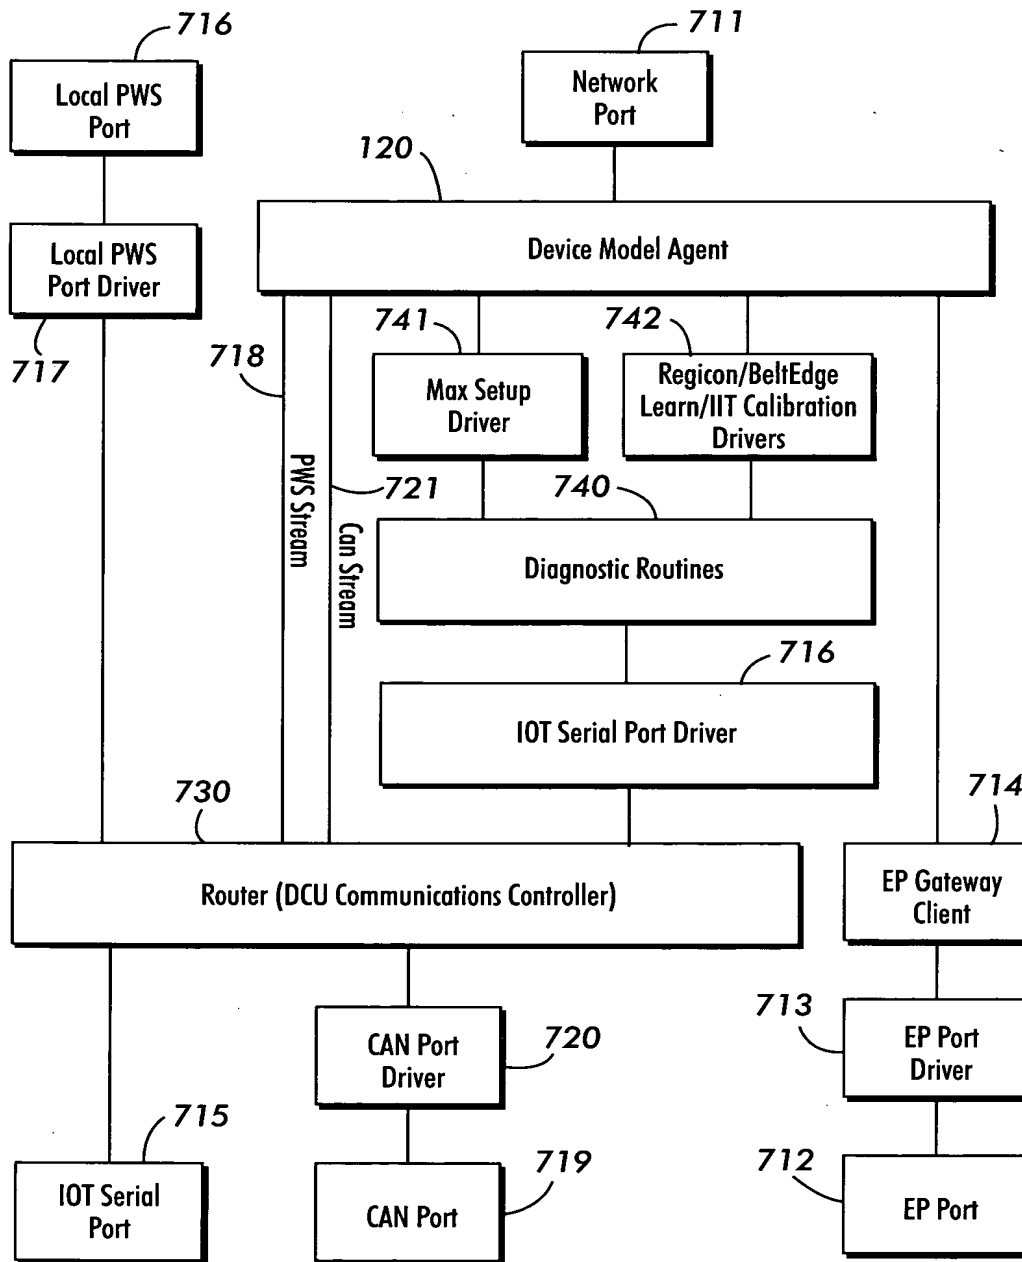 716
711
Local PWS
Port
Network
Port
120
Local PWS
Port Driver
Device Model Agent
717
718
741
742
Max Setup
Driver
Regicon/BeltEdge
Learn/IIT Calibration
Drivers
PWS Stream
721
Can Stream
740
Diagnostic Routines
716
IOT Serial Port Driver
730
714
Router (DCU Communications Controller)
EP Gateway
Client
713
CAN Port
Driver
720
EP Port
Driver
715
719
712
IOT Serial
Port
CAN Port
EP Port